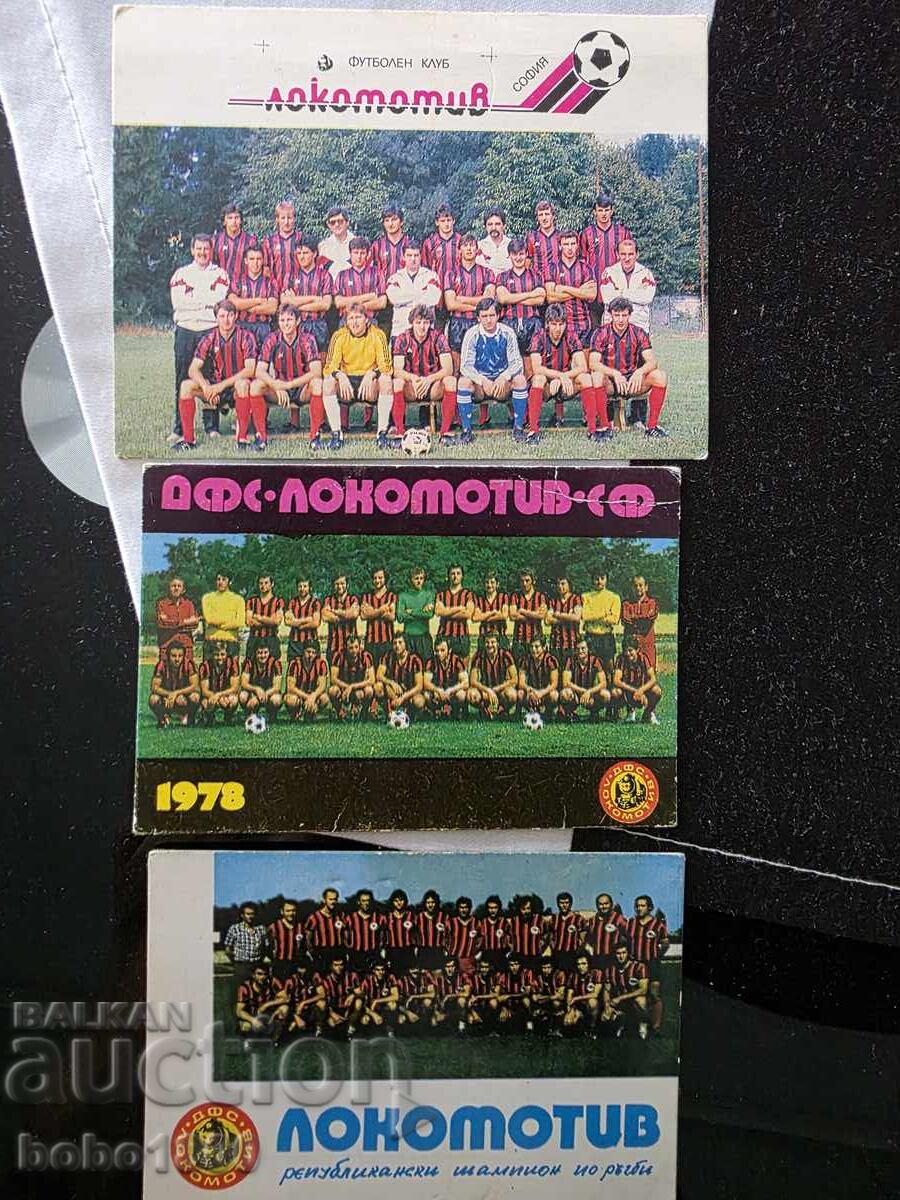 ФУТБОЛЕН КЛУБ
ЛОКОМОТИВ
СОФИЯ
ДФС·ЛОКОМОТИВ·СФ
1978
ДФС
ЛОКОМОТИВ
ДФС
ЛОКОМОТИВ
ЛОКОМОТИВ
републикански шампион по ръгби
BALKAN
auction
bobo1